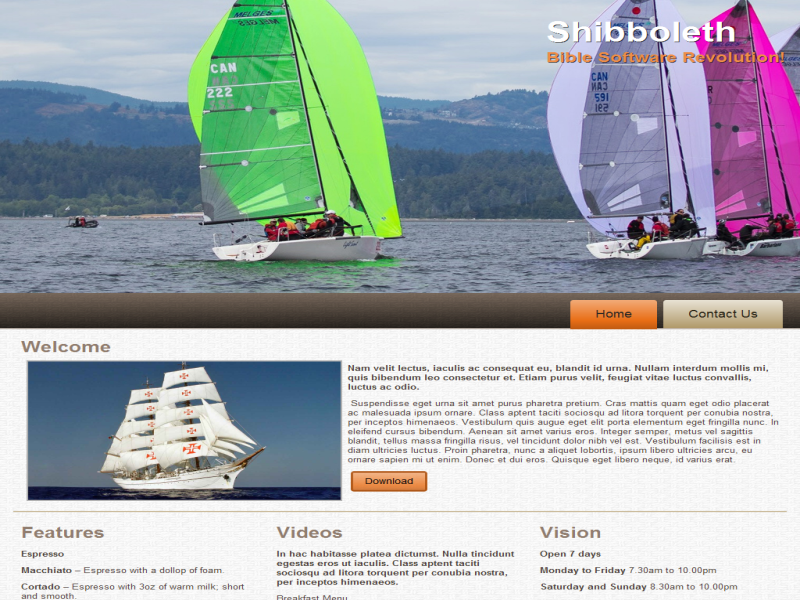 Shibboleth
Bible Software Revolution!
MELGES
CAN
222
CAN
Home
Contact Us
Welcome
Nam velit lectus, iaculis ac consequat eu, blandit id urna. Nullam interdum mollis mi,
quis bibendum leo consectetur et. Etiam purus velit, feugiat vitae luctus convallis,
luctus ac odio.
Suspendisse eget urna sit amet purus pharetra pretium. Cras mattis quam eget odio placerat
ac malesuada ipsum ornare. Class aptent taciti sociosqu ad litora torquent per conubia nostra,
per inceptos himenaeos. Vestibulum quis augue eget elit porta elementum eget fringilla nunc. In
eleifend cursus bibendum. Aenean sit amet varius eros. Integer semper, metus vel sagittis
blandit, tellus massa fringilla risus, vel tincidunt dolor nibh vel est. Vestibulum facilisis est in
diam ultricies luctus. Proin pharetra, nunc a aliquet lobortis, ipsum libero ultricies arcu, eu
ornare sapien mi ut enim. Donec et dui eros. Quisque eget libero neque, id varius erat.
Download
Features
Espresso
Macchiato – Espresso with a dollop of foam.
Cortado – Espresso with 3oz of warm milk; short
and smooth.
Videos
In hac habitasse platea dictumst. Nulla tincidunt
egestas eros ut iaculis. Class aptent taciti
sociosqu ad litora torquent per conubia nostra,
per inceptos himenaeos.
Breakfast Menu
Vision
Open 7 days
Monday to Friday 7.30am to 10.00pm
Saturday and Sunday 8.30am to 10.00pm